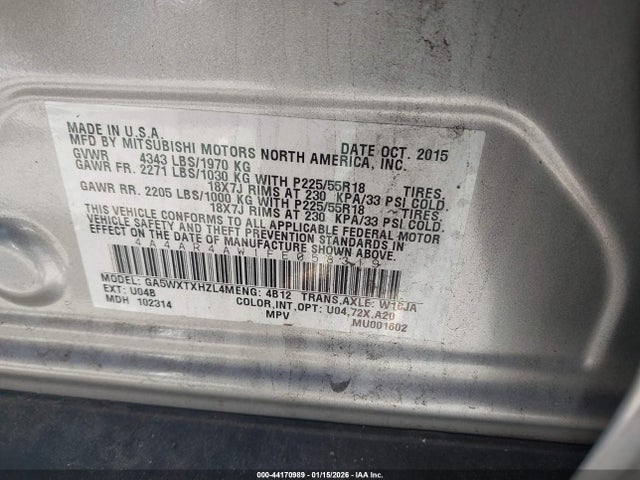 MADE IN U.S.A. DATE OCT. 2015
MFD BY MITSUBISHI MOTORS NORTH AMERICA, INC.
GVWR 4343 LBS/1970 KG
GAWR FR. 2271 LBS/1030 KG WITH P225/55R18 TIRES,
18X7J RIMS AT 230 KPA/33 PSI COLD.
GAWR RR. 2205 LBS/1000 KG WITH P225/55R18 TIRES,
18X7J RIMS AT 230 KPA/33 PSI COLD.
THIS VEHICLE CONFORMS TO ALL APPLICABLE FEDERAL MOTOR
VEHICLE SAFETY AND THEFT PREVENTION STANDARDS IN
EFFECT ON THE DATE OF MANUFACTURE SHOWN ABOVE.
MODEL: GA5WXTXHZL4M ENG: 4B12 TRANS,AXLE: W1CJA
EXT: U04B COLOR,INT,OPT: U04,72X,A20
MDH 102314 MPV MU001602
000-44170989 - 01/15/2026 - IAA Inc.